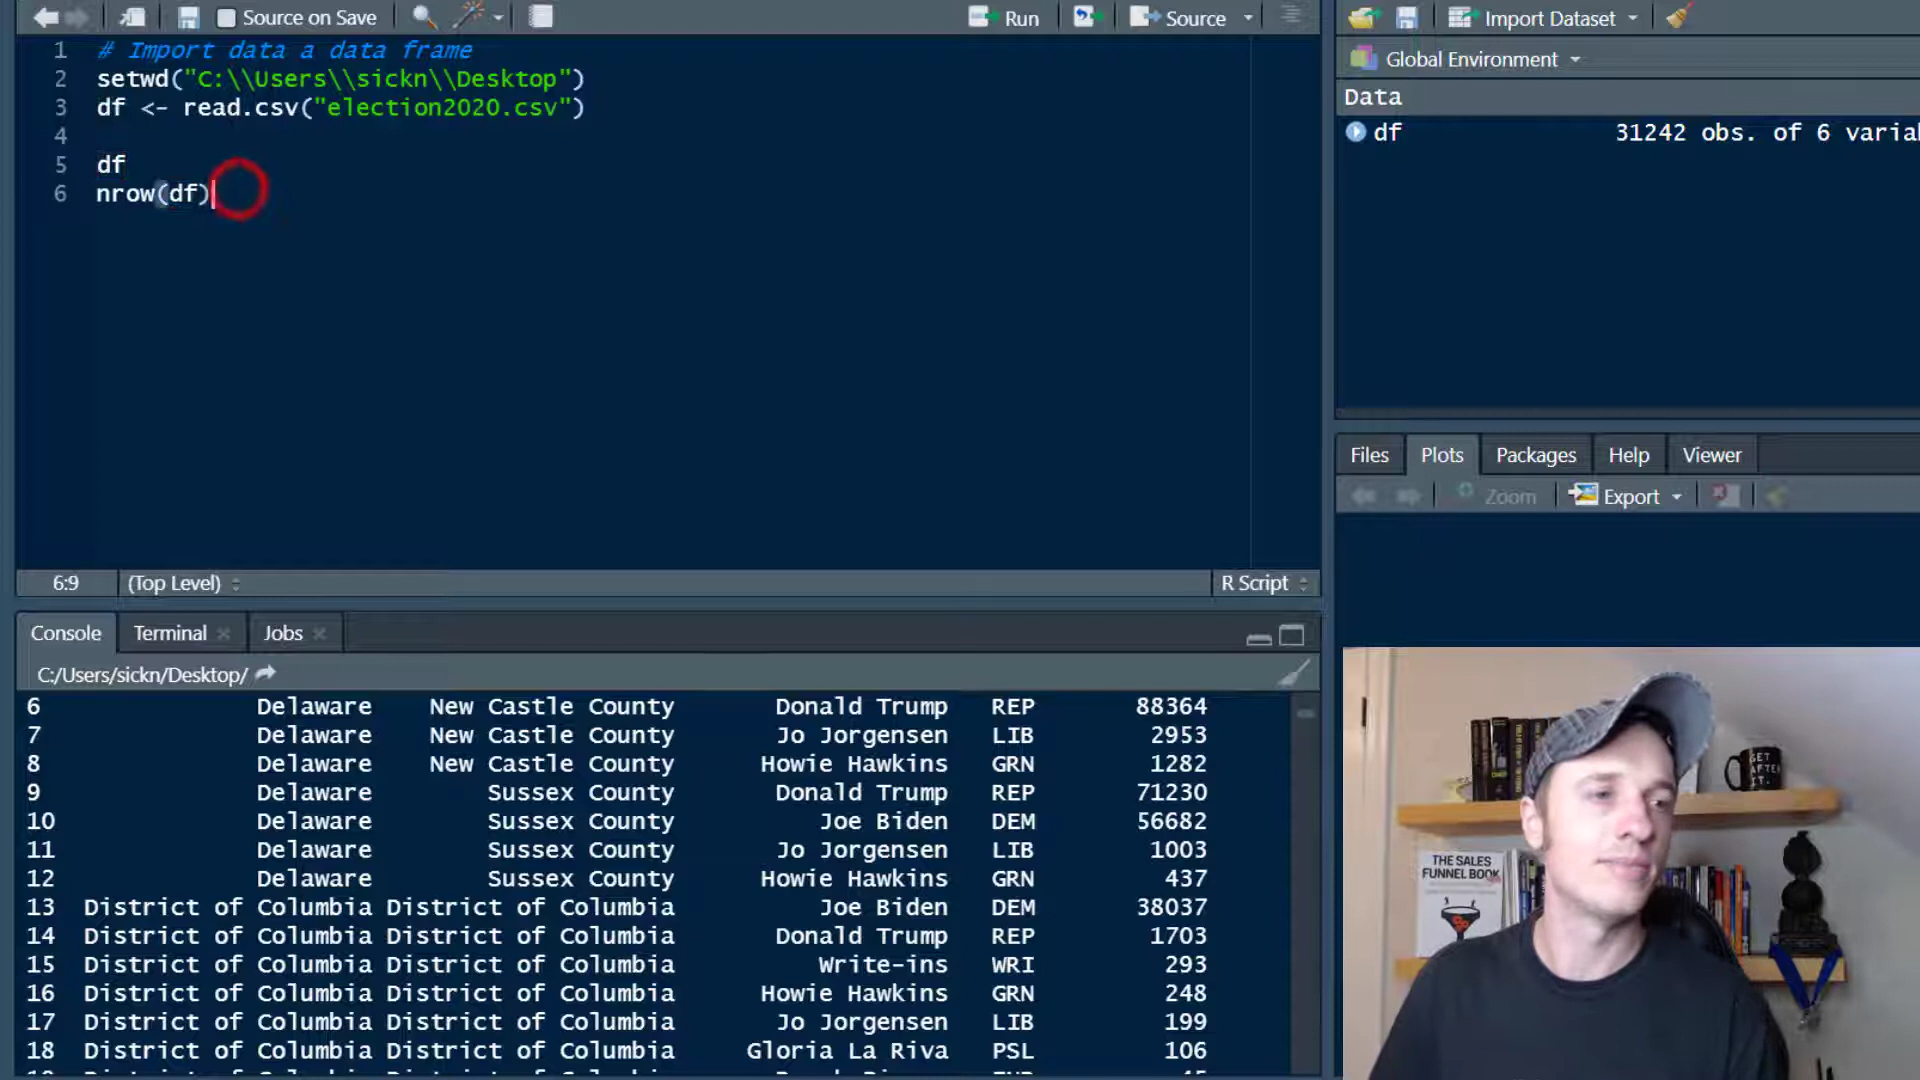 Source on Save
Run
Source
1 # Import data a data frame
2 setwd("C:\\Users\\sickn\\Desktop")
3 df <- read.csv("election2020.csv")
4
5 df
6 nrow(df)
6:9 (Top Level) R Script
Import Dataset
Global Environment
Data
df 31242 obs. of 6 varia
Files Plots Packages Help Viewer
Zoom Export
Console Terminal Jobs
C:/Users/sickn/Desktop/
6 Delaware New Castle County Donald Trump REP 88364
7 Delaware New Castle County Jo Jorgensen LIB 2953
8 Delaware New Castle County Howie Hawkins GRN 1282
9 Delaware Sussex County Donald Trump REP 71230
10 Delaware Sussex County Joe Biden DEM 56682
11 Delaware Sussex County Jo Jorgensen LIB 1003
12 Delaware Sussex County Howie Hawkins GRN 437
13 District of Columbia District of Columbia Joe Biden DEM 38037
14 District of Columbia District of Columbia Donald Trump REP 1703
15 District of Columbia District of Columbia Write-ins WRI 293
16 District of Columbia District of Columbia Howie Hawkins GRN 248
17 District of Columbia District of Columbia Jo Jorgensen LIB 199
18 District of Columbia District of Columbia Gloria La Riva PSL 106
GET
AFTER
IT.
THE SALES
FUNNEL BOOK